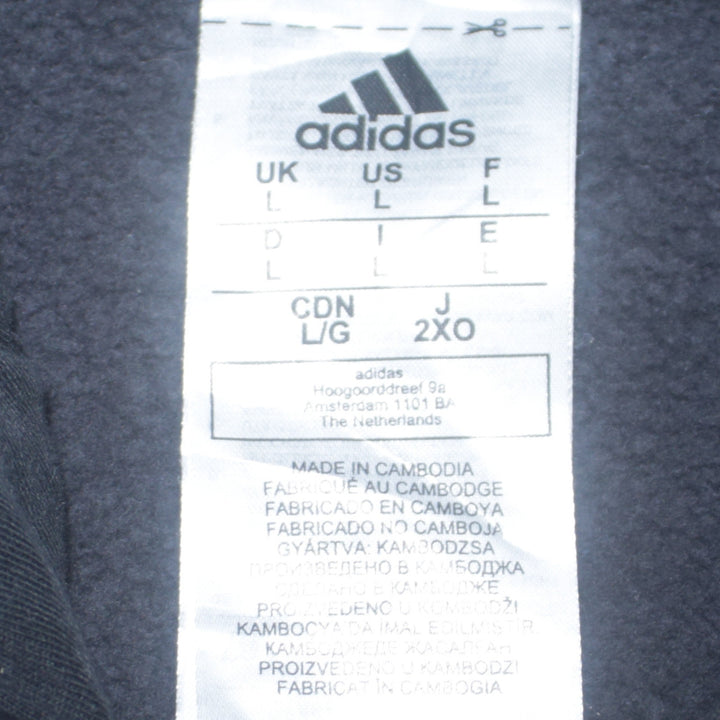 adidas
UK US F
L L L
D I E
L L L
CDN J
L/G 2XO
adidas
Hoogoorddreef 9a
Amsterdam 1101 BA
The Netherlands
MADE IN CAMBODIA
FABRIQUÉ AU CAMBODGE
FABRICADO EN CAMBOYA
FABRICADO NO CAMBOJA
GYÁRTVA: KAMBODZSA
ПРОИЗВЕДЕНО В КАМБОДЖА
СДЕЛАНО В КАМБОДЖЕ
PROIZVEDENO U KOMBODŽI
KAMBOÇYA'DA İMAL EDİLMİŞTİR.
КАМБОДЖЕДЕ ЖАСАЛҒАН
PROIZVEDENO U KAMBODŽI
FABRICAT ÎN CAMBOGIA